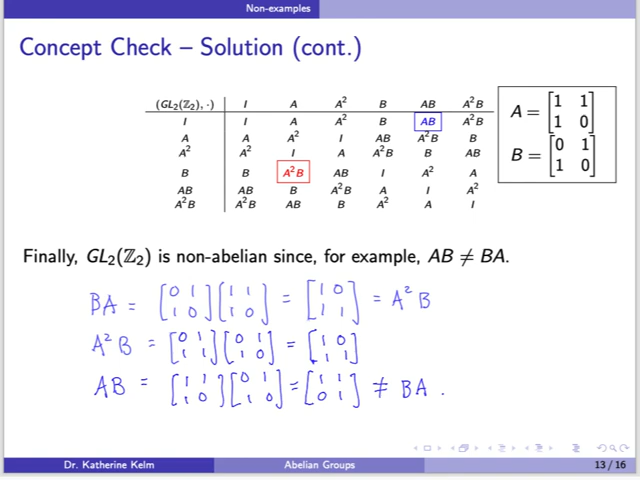 Non-examples
Concept Check – Solution (cont.)
(GL₂(ℤ₂), ·) I A A² B AB A²B
I I A A² B AB A²B
A A A² I AB A²B B
A² A² I A A²B B AB
B B A²B AB I A² A
AB AB B A²B A I A²
A²B A²B AB B A² A I
A = [1 1
1 0]
B = [0 1
1 0]
Finally, GL₂(ℤ₂) is non-abelian since, for example, AB ≠ BA.
BA = [0 1; 1 0] [1 1; 1 0] = [1 0; 1 1] = A²B
A²B = [0 1; 1 1] [0 1; 1 0] = [1 0; 1 1]
AB = [1 1; 1 0] [0 1; 1 0] = [1 1; 0 1] ≠ BA .
Dr. Katherine Kelm Abelian Groups 13 / 16